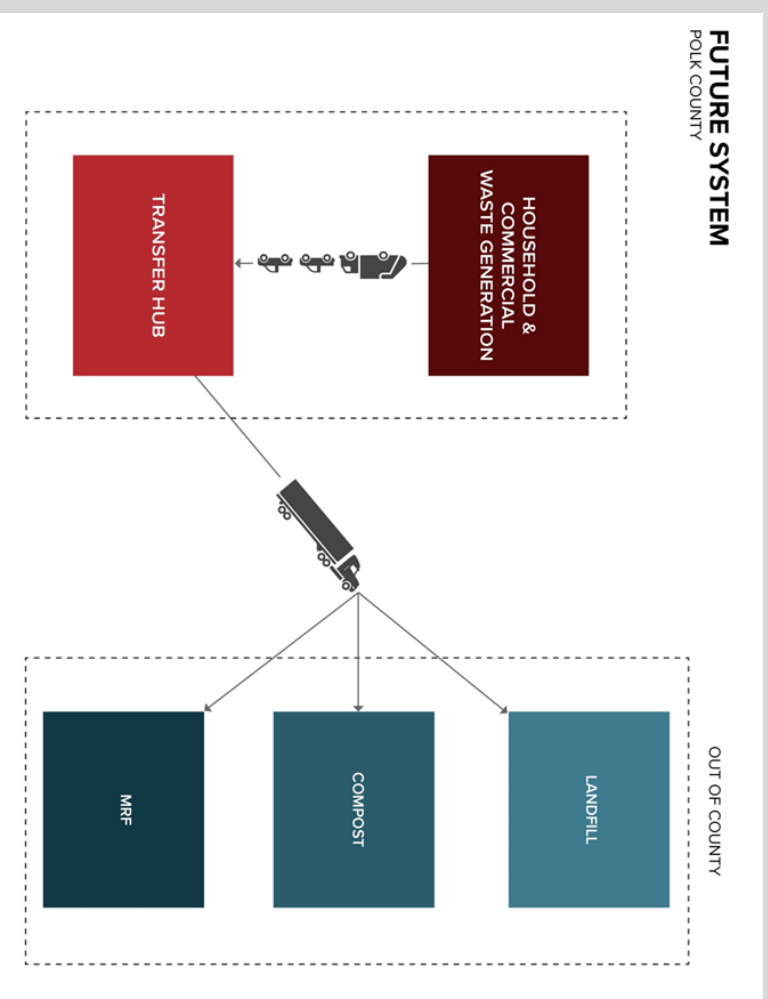 FUTURE SYSTEM
POLK COUNTY
HOUSEHOLD &
COMMERCIAL
WASTE GENERATION
TRANSFER HUB
OUT OF COUNTY
LANDFILL
COMPOST
MRF